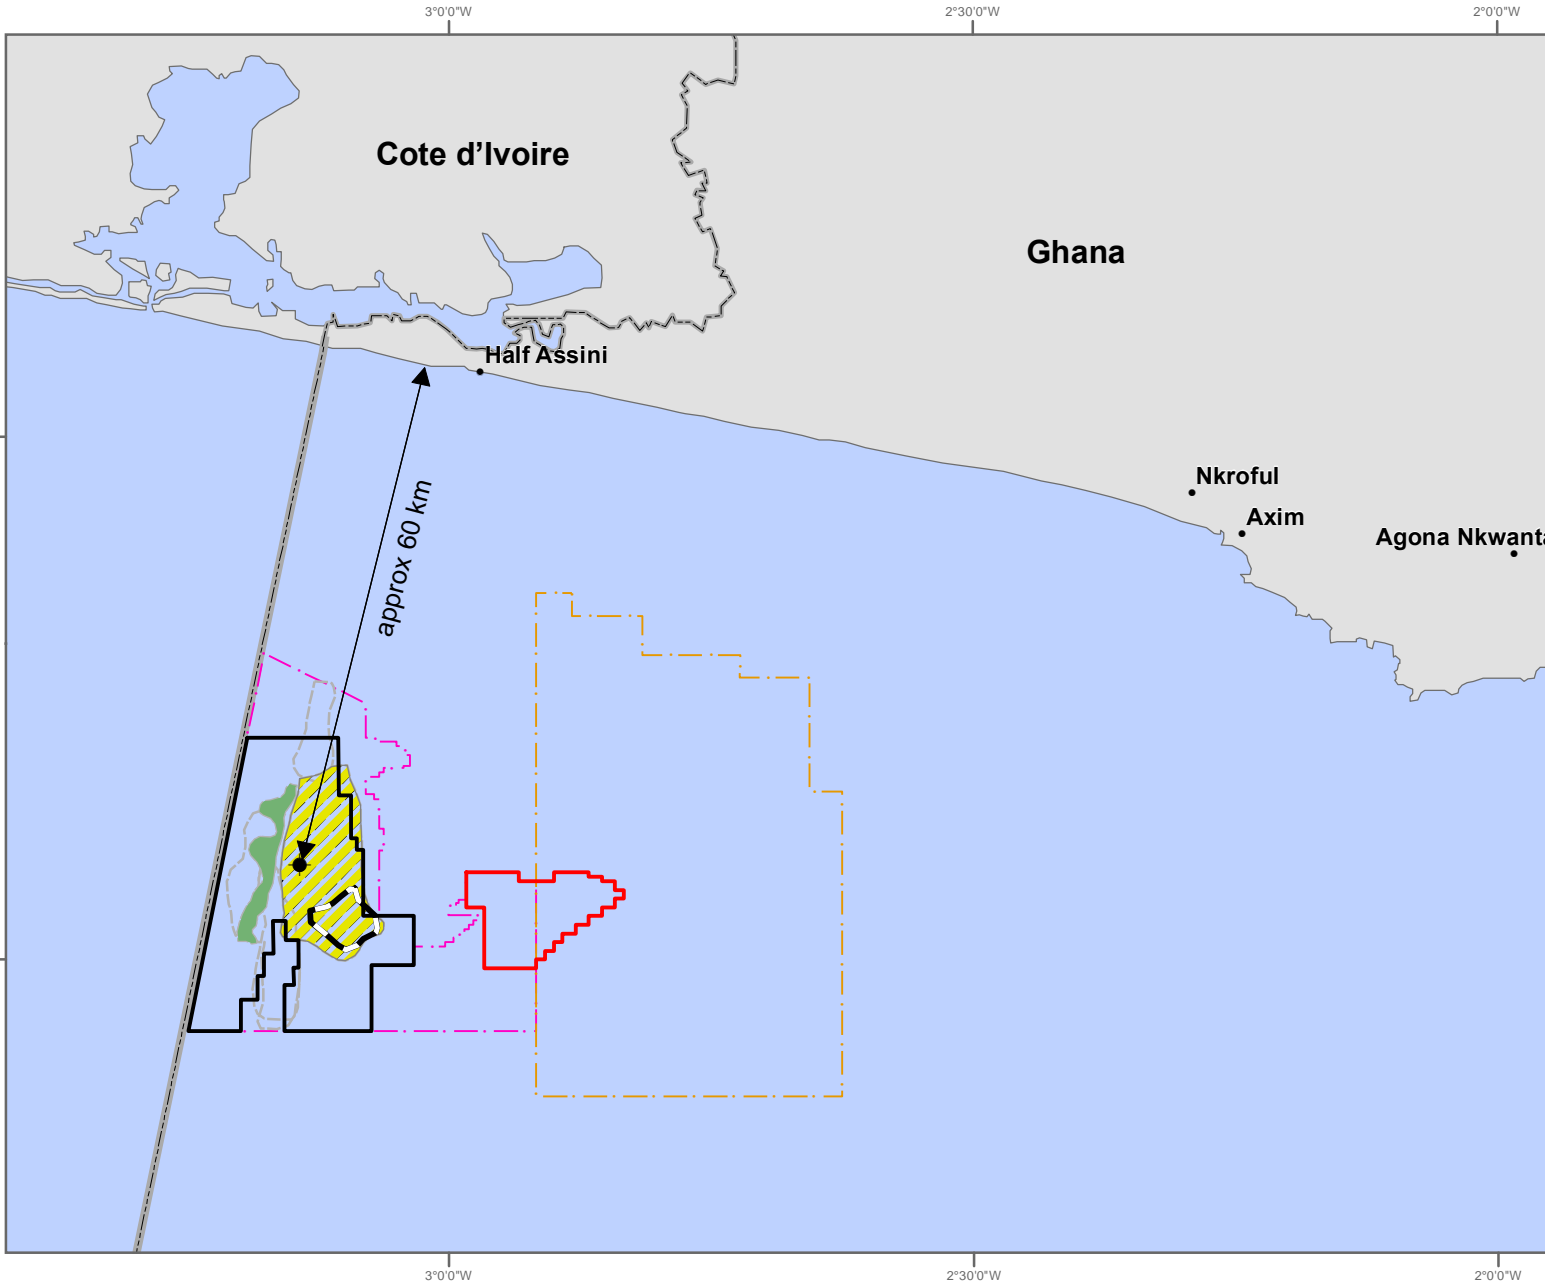 3°0'0"W
2°30'0"W
2°0'0"W
Cote d’Ivoire
Ghana
Half Assini
Nkroful
Axim
Agona Nkwanta
approx 60 km
3°0'0"W
2°30'0"W
2°0'0"W